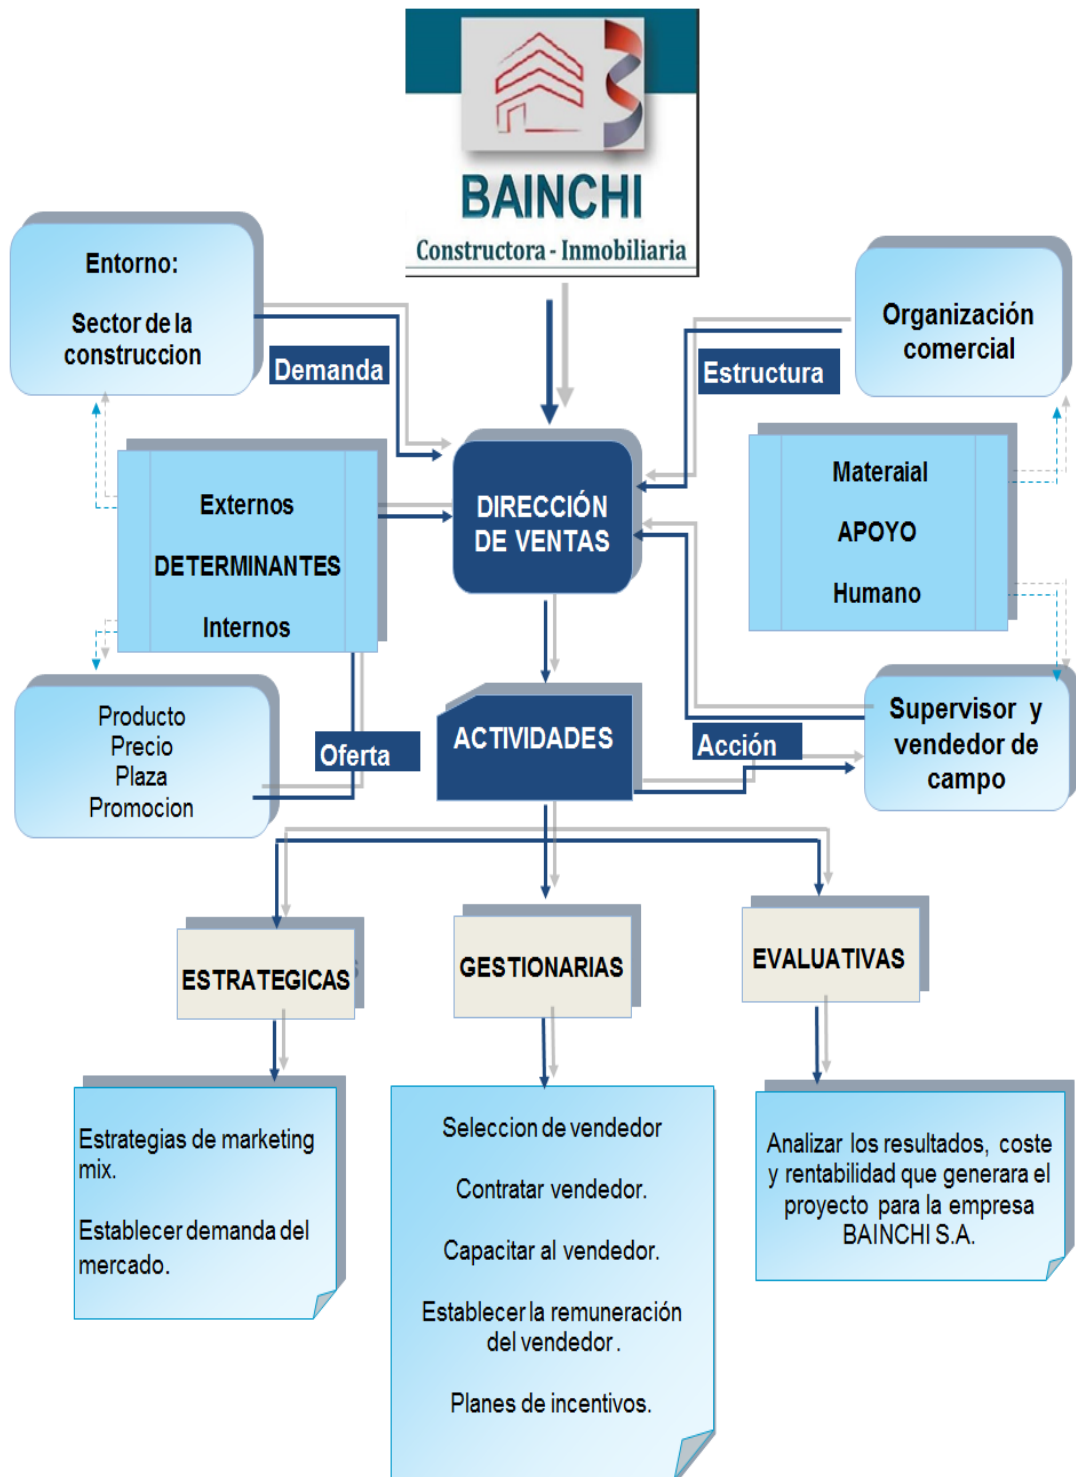 BAINCHI
Constructora - Inmobiliaria
Entorno:
Sector de la
construccion
Demanda
Estructura
Organización
comercial
Externos
DETERMINANTES
Internos
DIRECCIÓN
DE VENTAS
Materaial
APOYO
Humano
Producto
Precio
Plaza
Promocion
Oferta
ACTIVIDADES
Acción
Supervisor y
vendedor de
campo
ESTRATEGICAS
GESTIONARIAS
EVALUATIVAS
Estrategias de marketing
mix.
Establecer demanda del
mercado.
Seleccion de vendedor
Contratar vendedor.
Capacitar al vendedor.
Establecer la remuneración
del vendedor .
Planes de incentivos.
Analizar los resultados, coste
y rentabilidad que generara el
proyecto para la empresa
BAINCHI S.A.